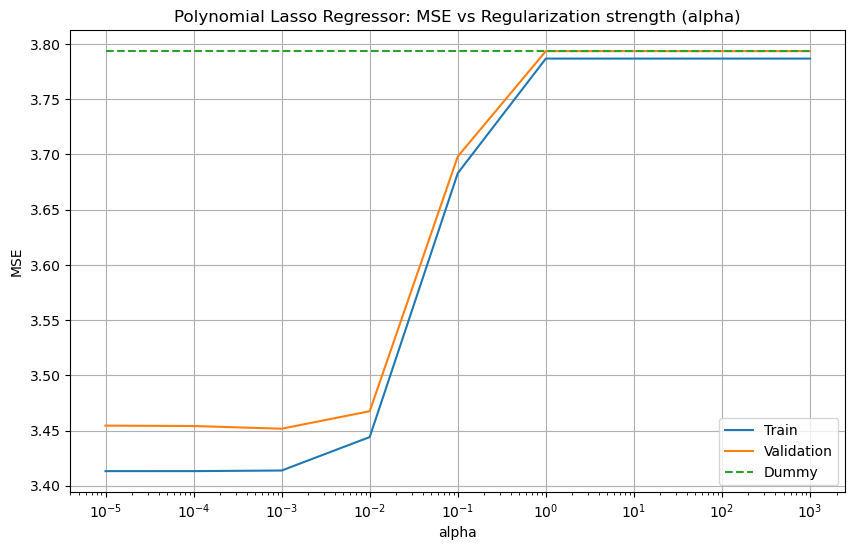 Polynomial Lasso Regressor: MSE vs Regularization strength (alpha)
MSE
3.80
3.75
3.70
3.65
3.60
3.55
3.50
3.45
3.40
10⁻⁵ 10⁻⁴ 10⁻³ 10⁻² 10⁻¹ 10⁰ 10¹ 10² 10³
alpha
Train
Validation
Dummy